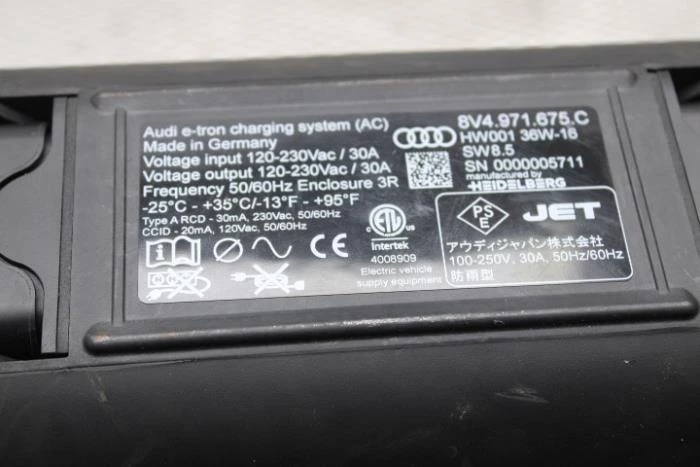 Audi e-tron charging system (AC)
Made in Germany
Voltage input 120-230Vac / 30A
Voltage output 120-230Vac / 30A
Frequency 50/60Hz Enclosure 3R
-25°C - +35°C/-13°F - +95°F
Type A RCD - 30mA, 230Vac, 50/60Hz
CCID - 20mA, 120Vac, 50/60Hz
CE
ETL
Intertek
4008909
Electric vehicle
supply equipment
8V4.971.675.C
HW001 36W-16
SW8.5
SN 0000005711
manufactured by
HEIDELBERG
PS
E
JET
アウディジャパン株式会社
100-250V, 30A, 50Hz/60Hz
防雨型